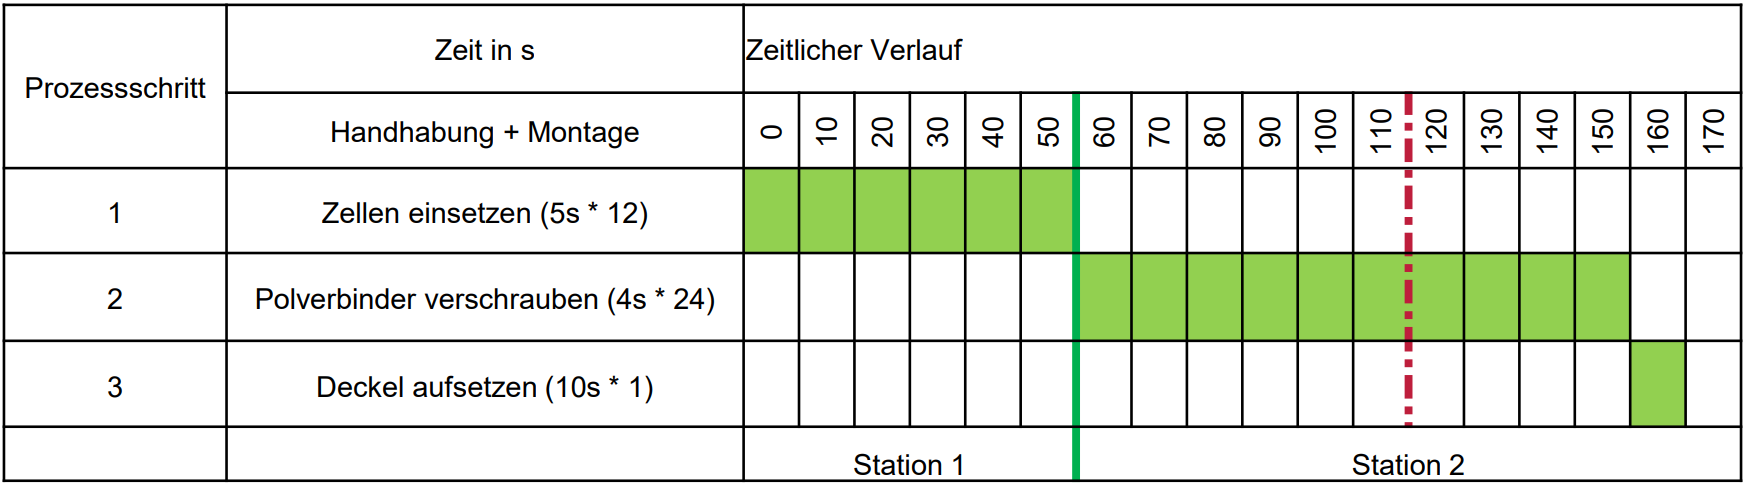 Prozessschritt
Zeit in s
Zeitlicher Verlauf
Handhabung + Montage
0 10 20 30 40 50 60 70 80 90 100 110 120 130 140 150 160 170
1 Zellen einsetzen (5s * 12)
2 Polverbinder verschrauben (4s * 24)
3 Deckel aufsetzen (10s * 1)
Station 1 Station 2